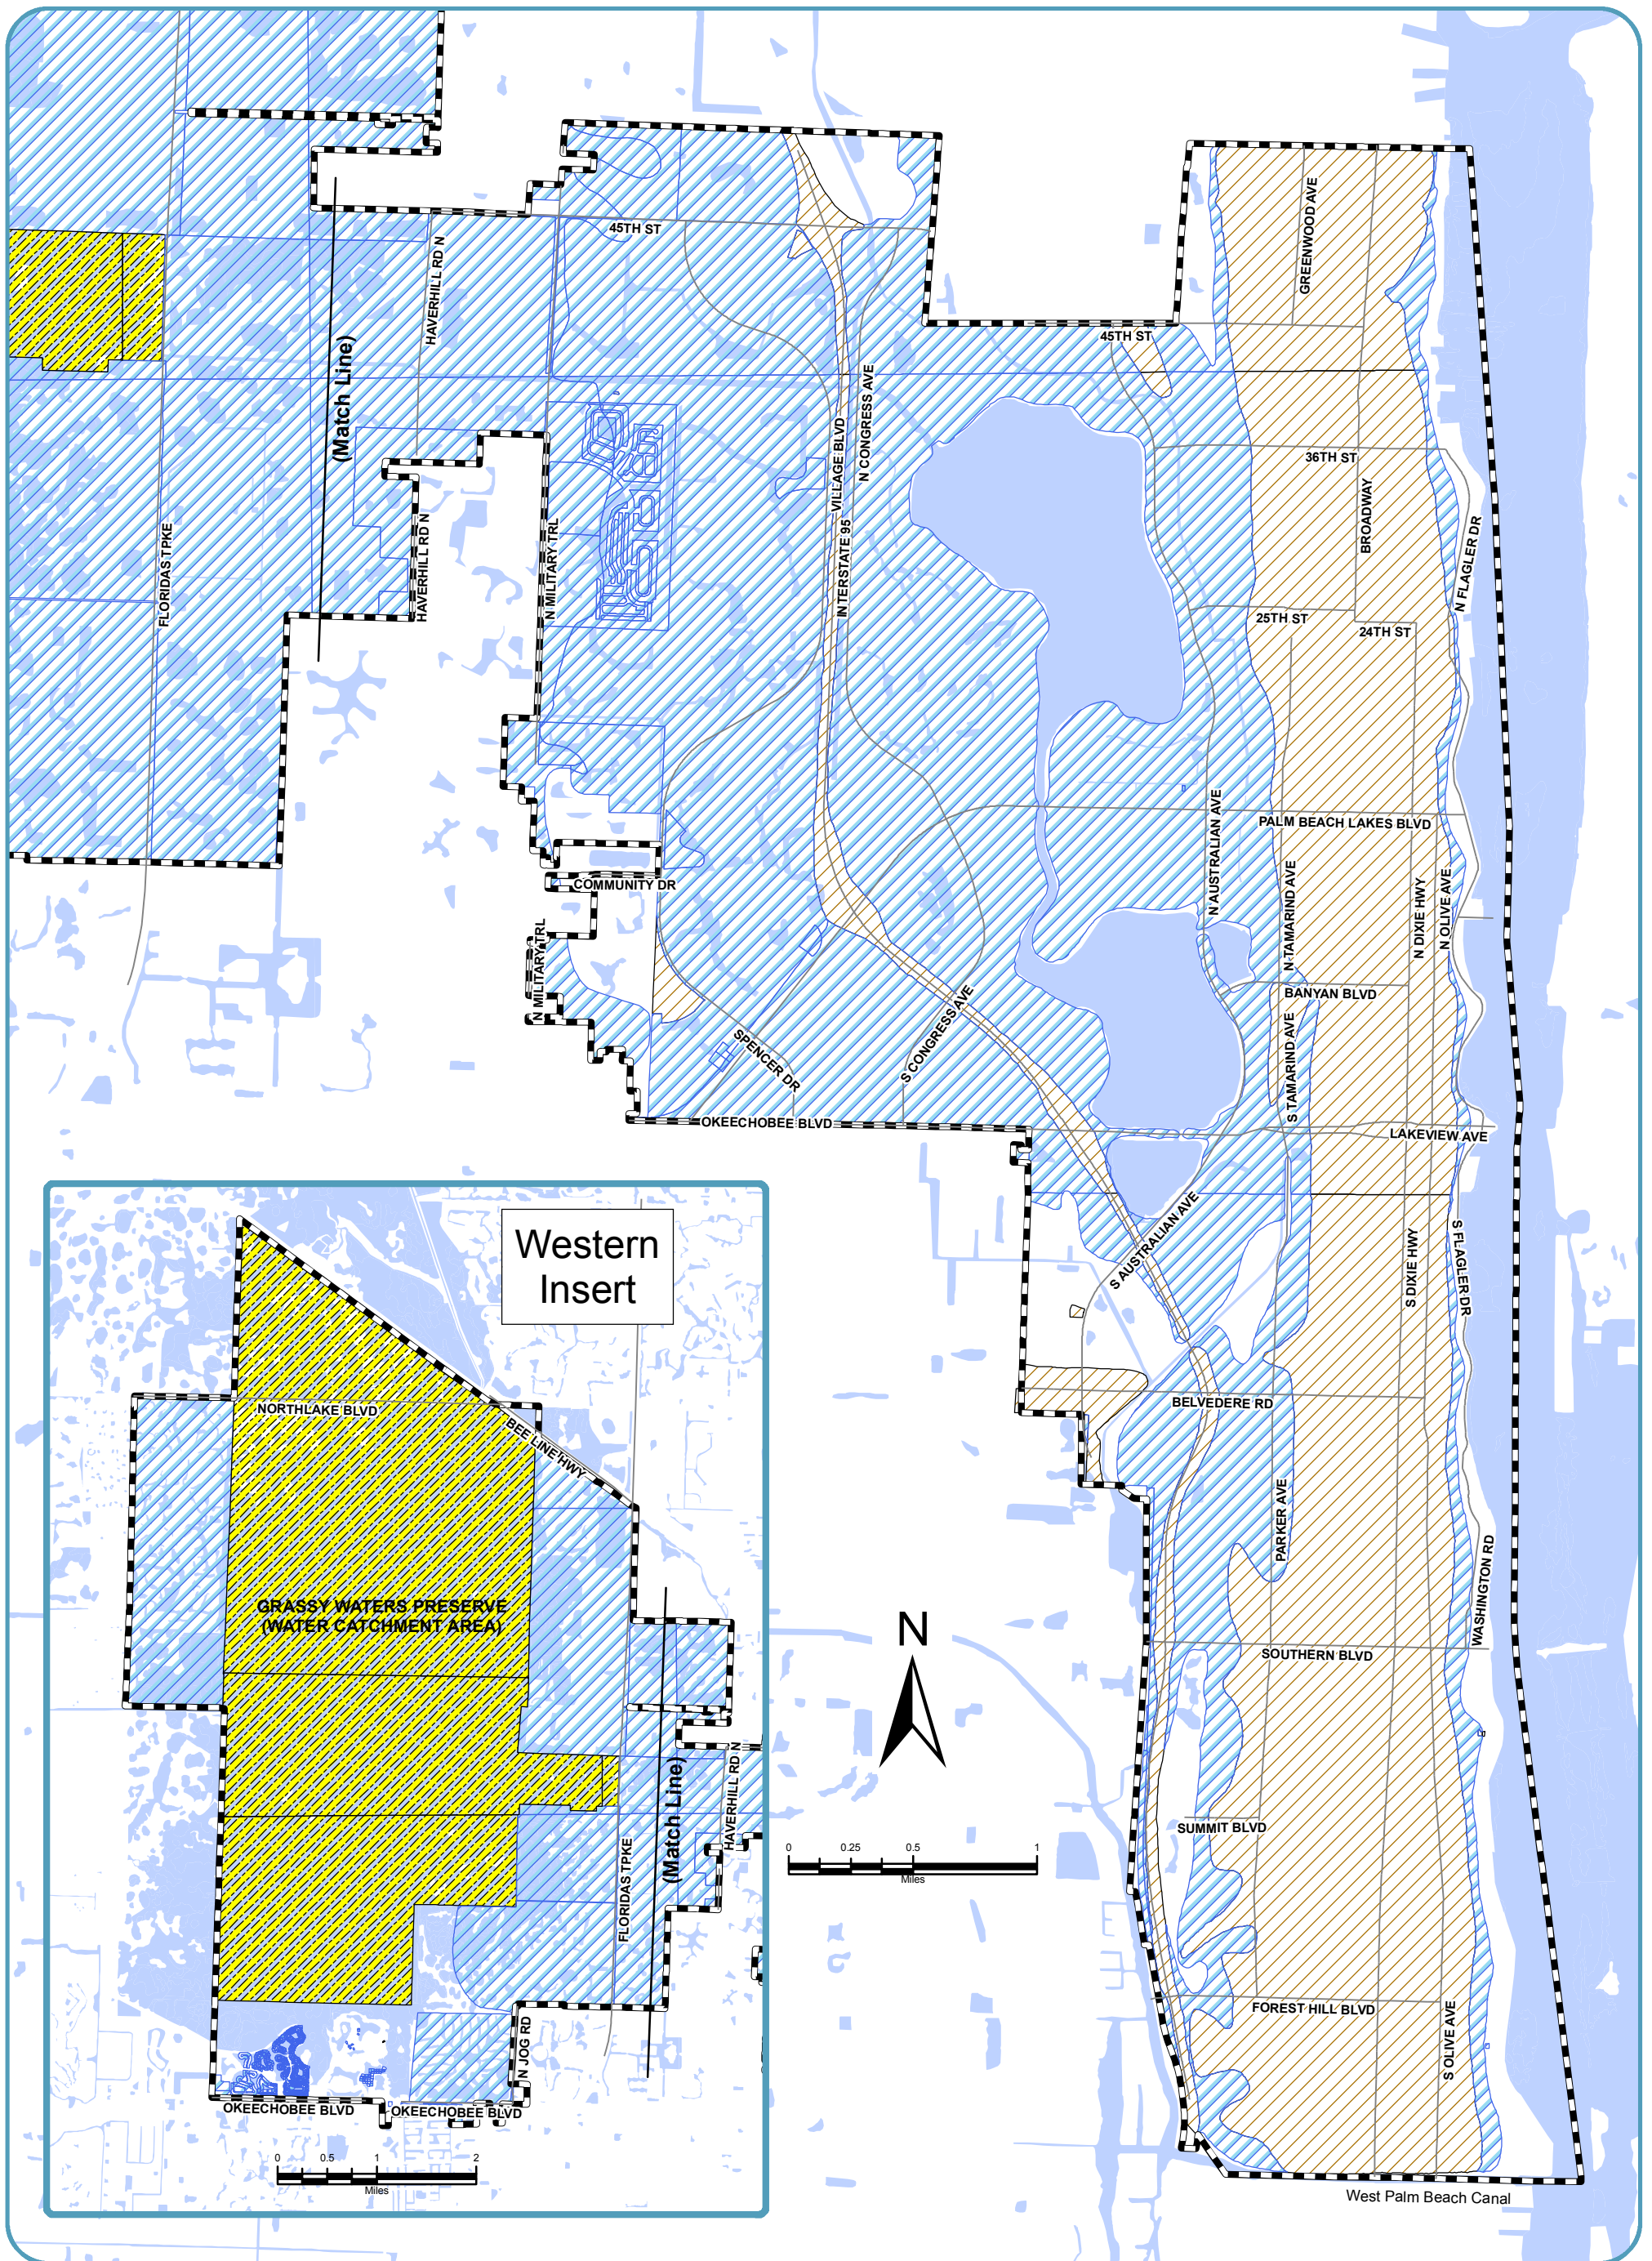 GREENWOOD AVE
45TH ST
HAVERHILL RD N
45TH ST
(Match Line)
N CONGRESS AVE
VILLAGE BLVD
36TH ST
BROADWAY
FLORIDAS TPKE
HAVERHILL RD N
N MILITARY TRL
INTERSTATE 95
N FLAGLER DR
25TH ST
24TH ST
N AUSTRALIAN AVE
PALM BEACH LAKES BLVD
COMMUNITY DR
N TAMARIND AVE
N DIXIE HWY
N OLIVE AVE
N MILITARY TRL
BANYAN BLVD
SPENCER DR
S CONGRESS AVE
S TAMARIND AVE
OKEECHOBEE BLVD
LAKEVIEW AVE
S AUSTRALIAN AVE
S DIXIE HWY
S FLAGLER DR
BELVEDERE RD
PARKER AVE
WASHINGTON RD
SOUTHERN BLVD
SUMMIT BLVD
FOREST HILL BLVD
S OLIVE AVE
West Palm Beach Canal
N
0 0.25 0.5 1
Miles
Western
Insert
NORTHLAKE BLVD
BEE LINE HWY
GRASSY WATERS PRESERVE
(WATER CATCHMENT AREA)
HAVERHILL RD N
(Match Line)
FLORIDAS TPKE
N JOG RD
OKEECHOBEE BLVD
OKEECHOBEE BLVD
0 0.5 1 2
Miles